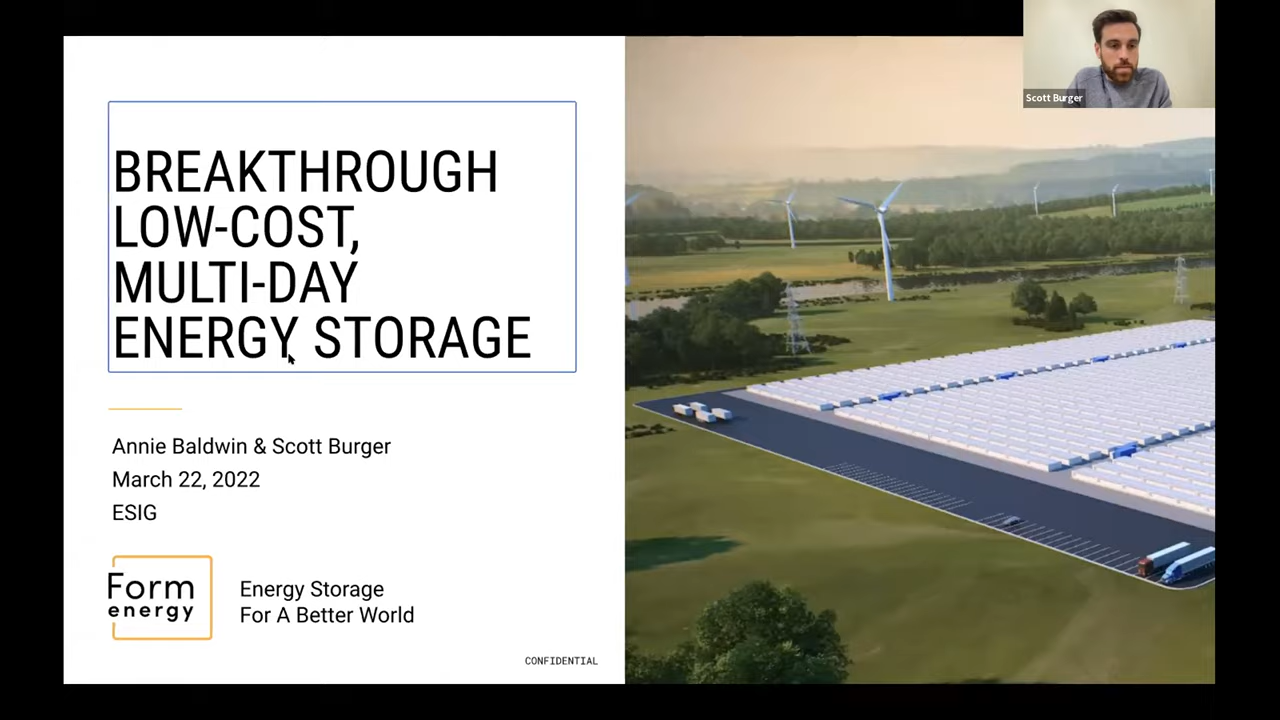 Scott Burger
BREAKTHROUGH
LOW-COST,
MULTI-DAY
ENERGY STORAGE
Annie Baldwin & Scott Burger
March 22, 2022
ESIG
Form
energy
Energy Storage
For A Better World
CONFIDENTIAL